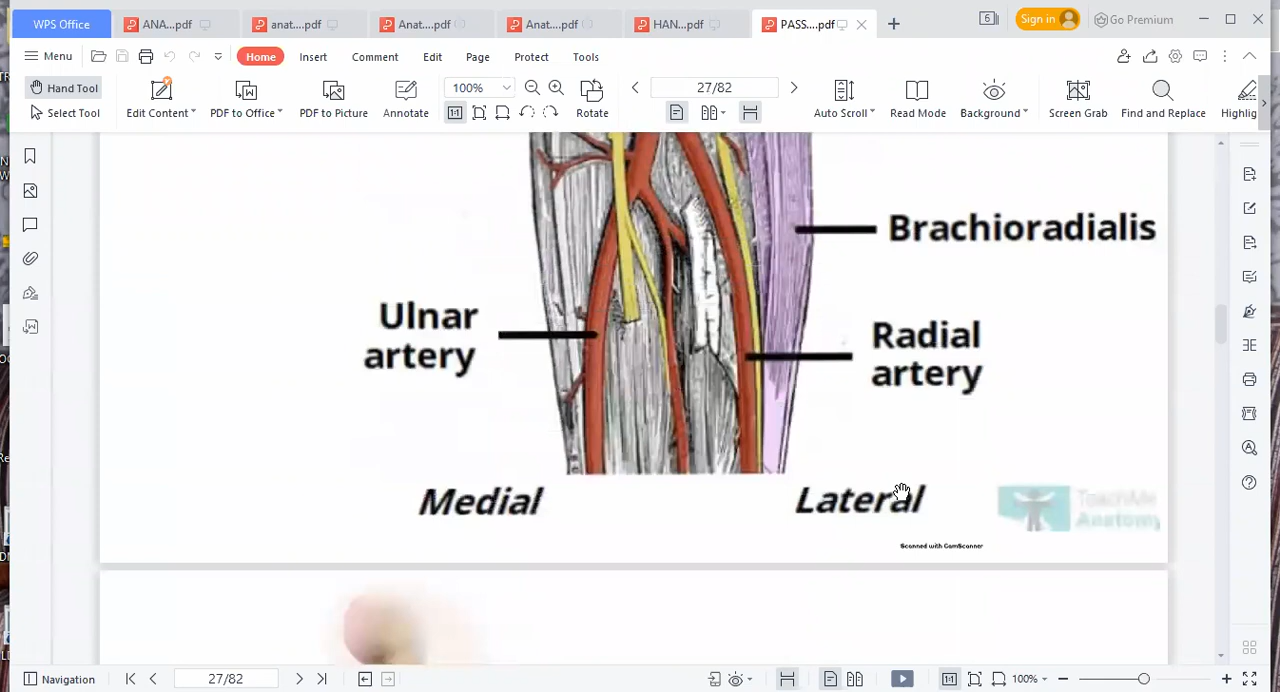 WPS Office
ANA....pdf
anat....pdf
Anat....pdf
Anat....pdf
HAN...pdf
PASS....pdf
6
Sign in
Go Premium
Menu
Home
Insert
Comment
Edit
Page
Protect
Tools
Hand Tool
Select Tool
Edit Content
PDF to Office
PDF to Picture
Annotate
100%
Rotate
27/82
Auto Scroll
Read Mode
Background
Screen Grab
Find and Replace
Highlig
Brachioradialis
Ulnar
artery
Radial
artery
Medial
Lateral
TeachMe
Anatomy
Scanned with CamScanner
Navigation
27/82
100%